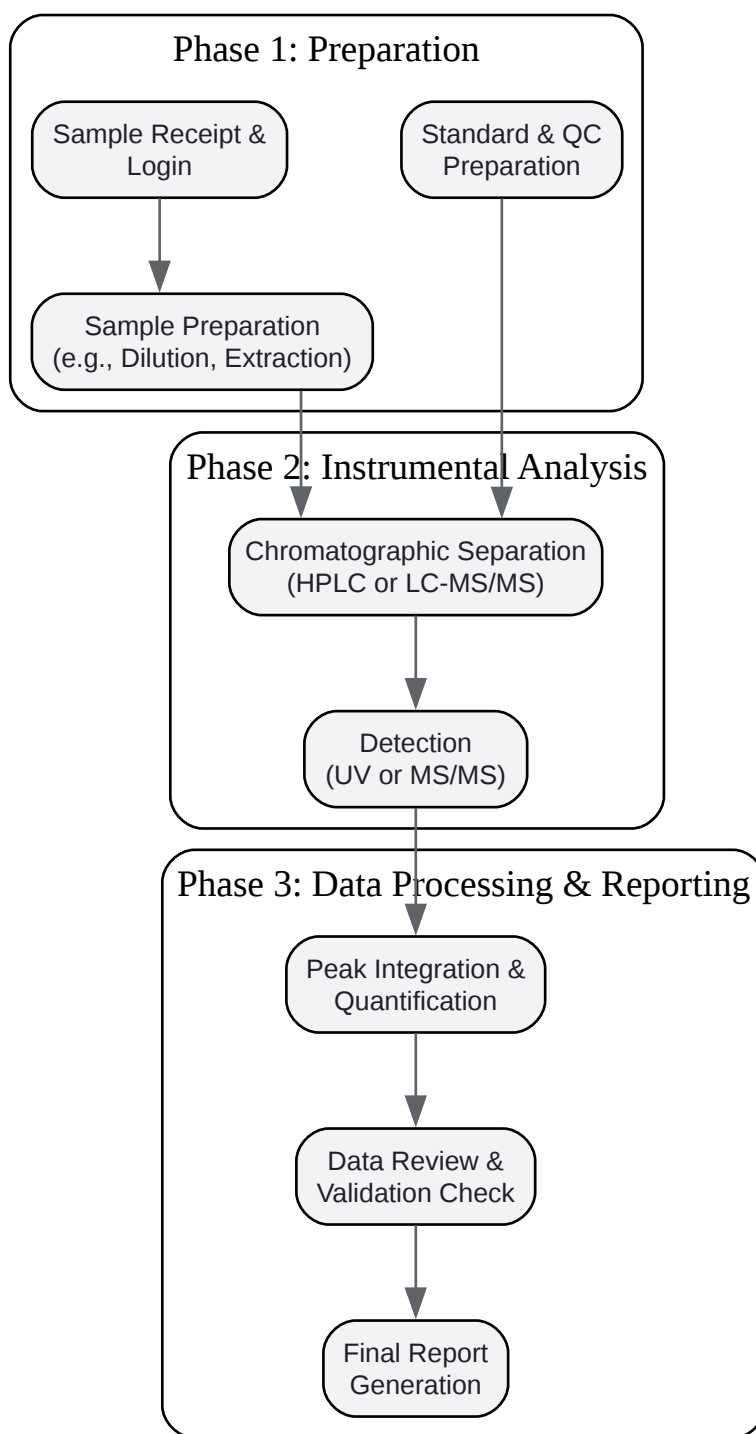 Phase 1: Preparation
Sample Receipt &
Login
Standard & QC
Preparation
Sample Preparation
(e.g., Dilution, Extraction)
Phase 2: Instrumental Analysis
Chromatographic Separation
(HPLC or LC-MS/MS)
Detection
(UV or MS/MS)
Phase 3: Data Processing & Reporting
Peak Integration &
Quantification
Data Review &
Validation Check
Final Report
Generation